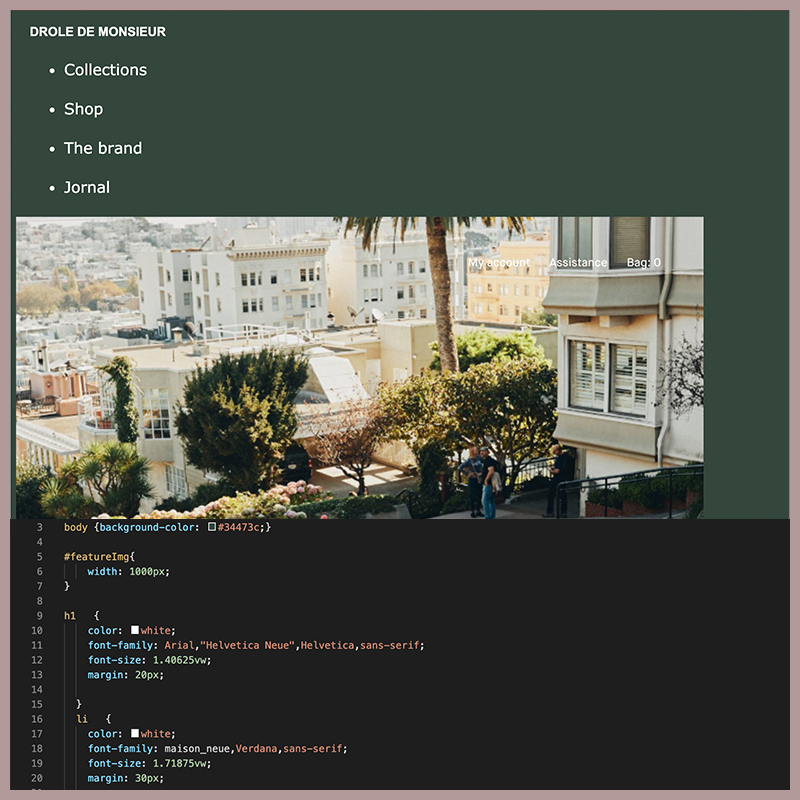 DROLE DE MONSIEUR
• Collections
• Shop
• The brand
• Jornal
My account Assistance Bag: 0
3 body {background-color: #34473c;}
4
5 #featureImg{
6 width: 1000px;
7 }
8
9 h1 {
10 color: white;
11 font-family: Arial,"Helvetica Neue",Helvetica,sans-serif;
12 font-size: 1.40625vw;
13 margin: 20px;
14
15 }
16 li {
17 color: white;
18 font-family: maison_neue,Verdana,sans-serif;
19 font-size: 1.71875vw;
20 margin: 30px;